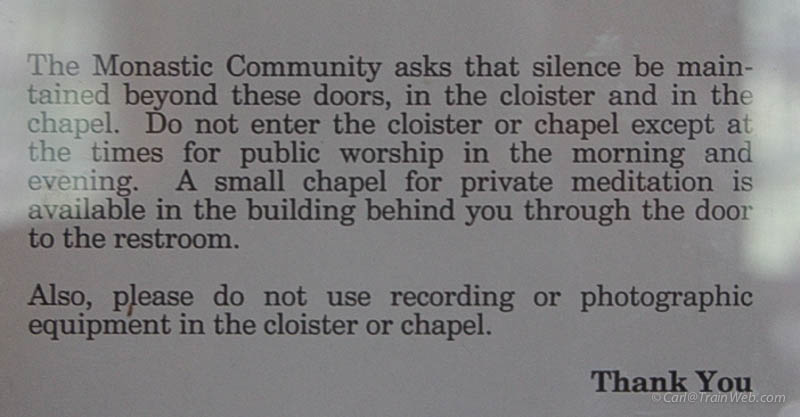 The Monastic Community asks that silence be main-
tained beyond these doors, in the cloister and in the
chapel. Do not enter the cloister or chapel except at
the times for public worship in the morning and
evening. A small chapel for private meditation is
available in the building behind you through the door
to the restroom.
Also, please do not use recording or photographic
equipment in the cloister or chapel.
Thank You
© Carl@TrainWeb.com